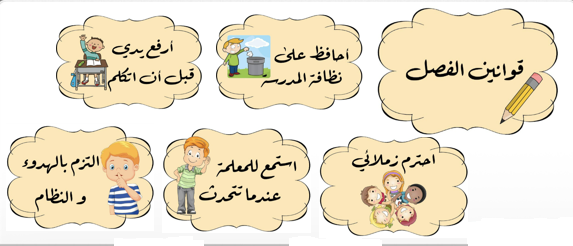 قوانين الفصل
أحافظ على
نظافة المدرسة
أرفع يدي
قبل أن اتكلم
احترم زملائي
استمع للمعلمة
عندما تتحدث
التزم بالهدوء
و النظام